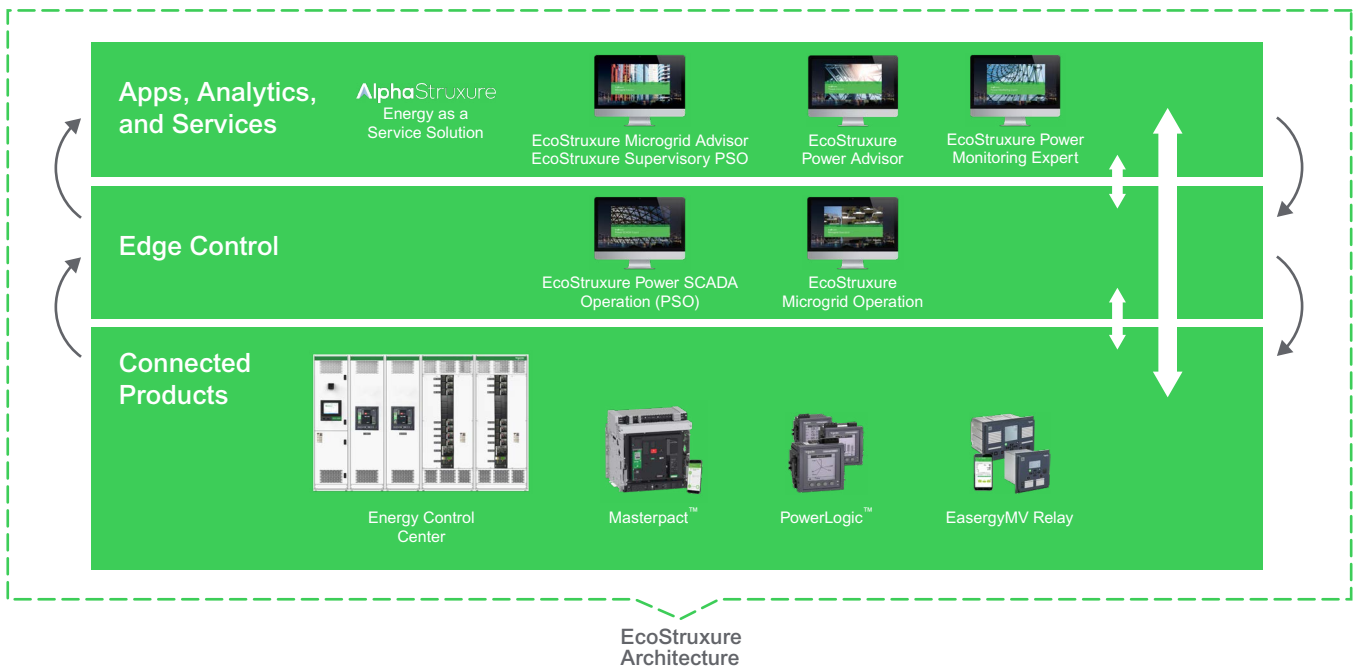 Apps, Analytics,
and Services
AlphaStruxure
Energy as a
Service Solution
EcoStruxure Microgrid Advisor
EcoStruxure Supervisory PSO
EcoStruxure
Power Advisor
EcoStruxure Power
Monitoring Expert
Edge Control
EcoStruxure Power SCADA
Operation (PSO)
EcoStruxure
Microgrid Operation
Connected
Products
Energy Control
Center
Masterpact™
PowerLogic™
EasergyMV Relay
EcoStruxure
Architecture